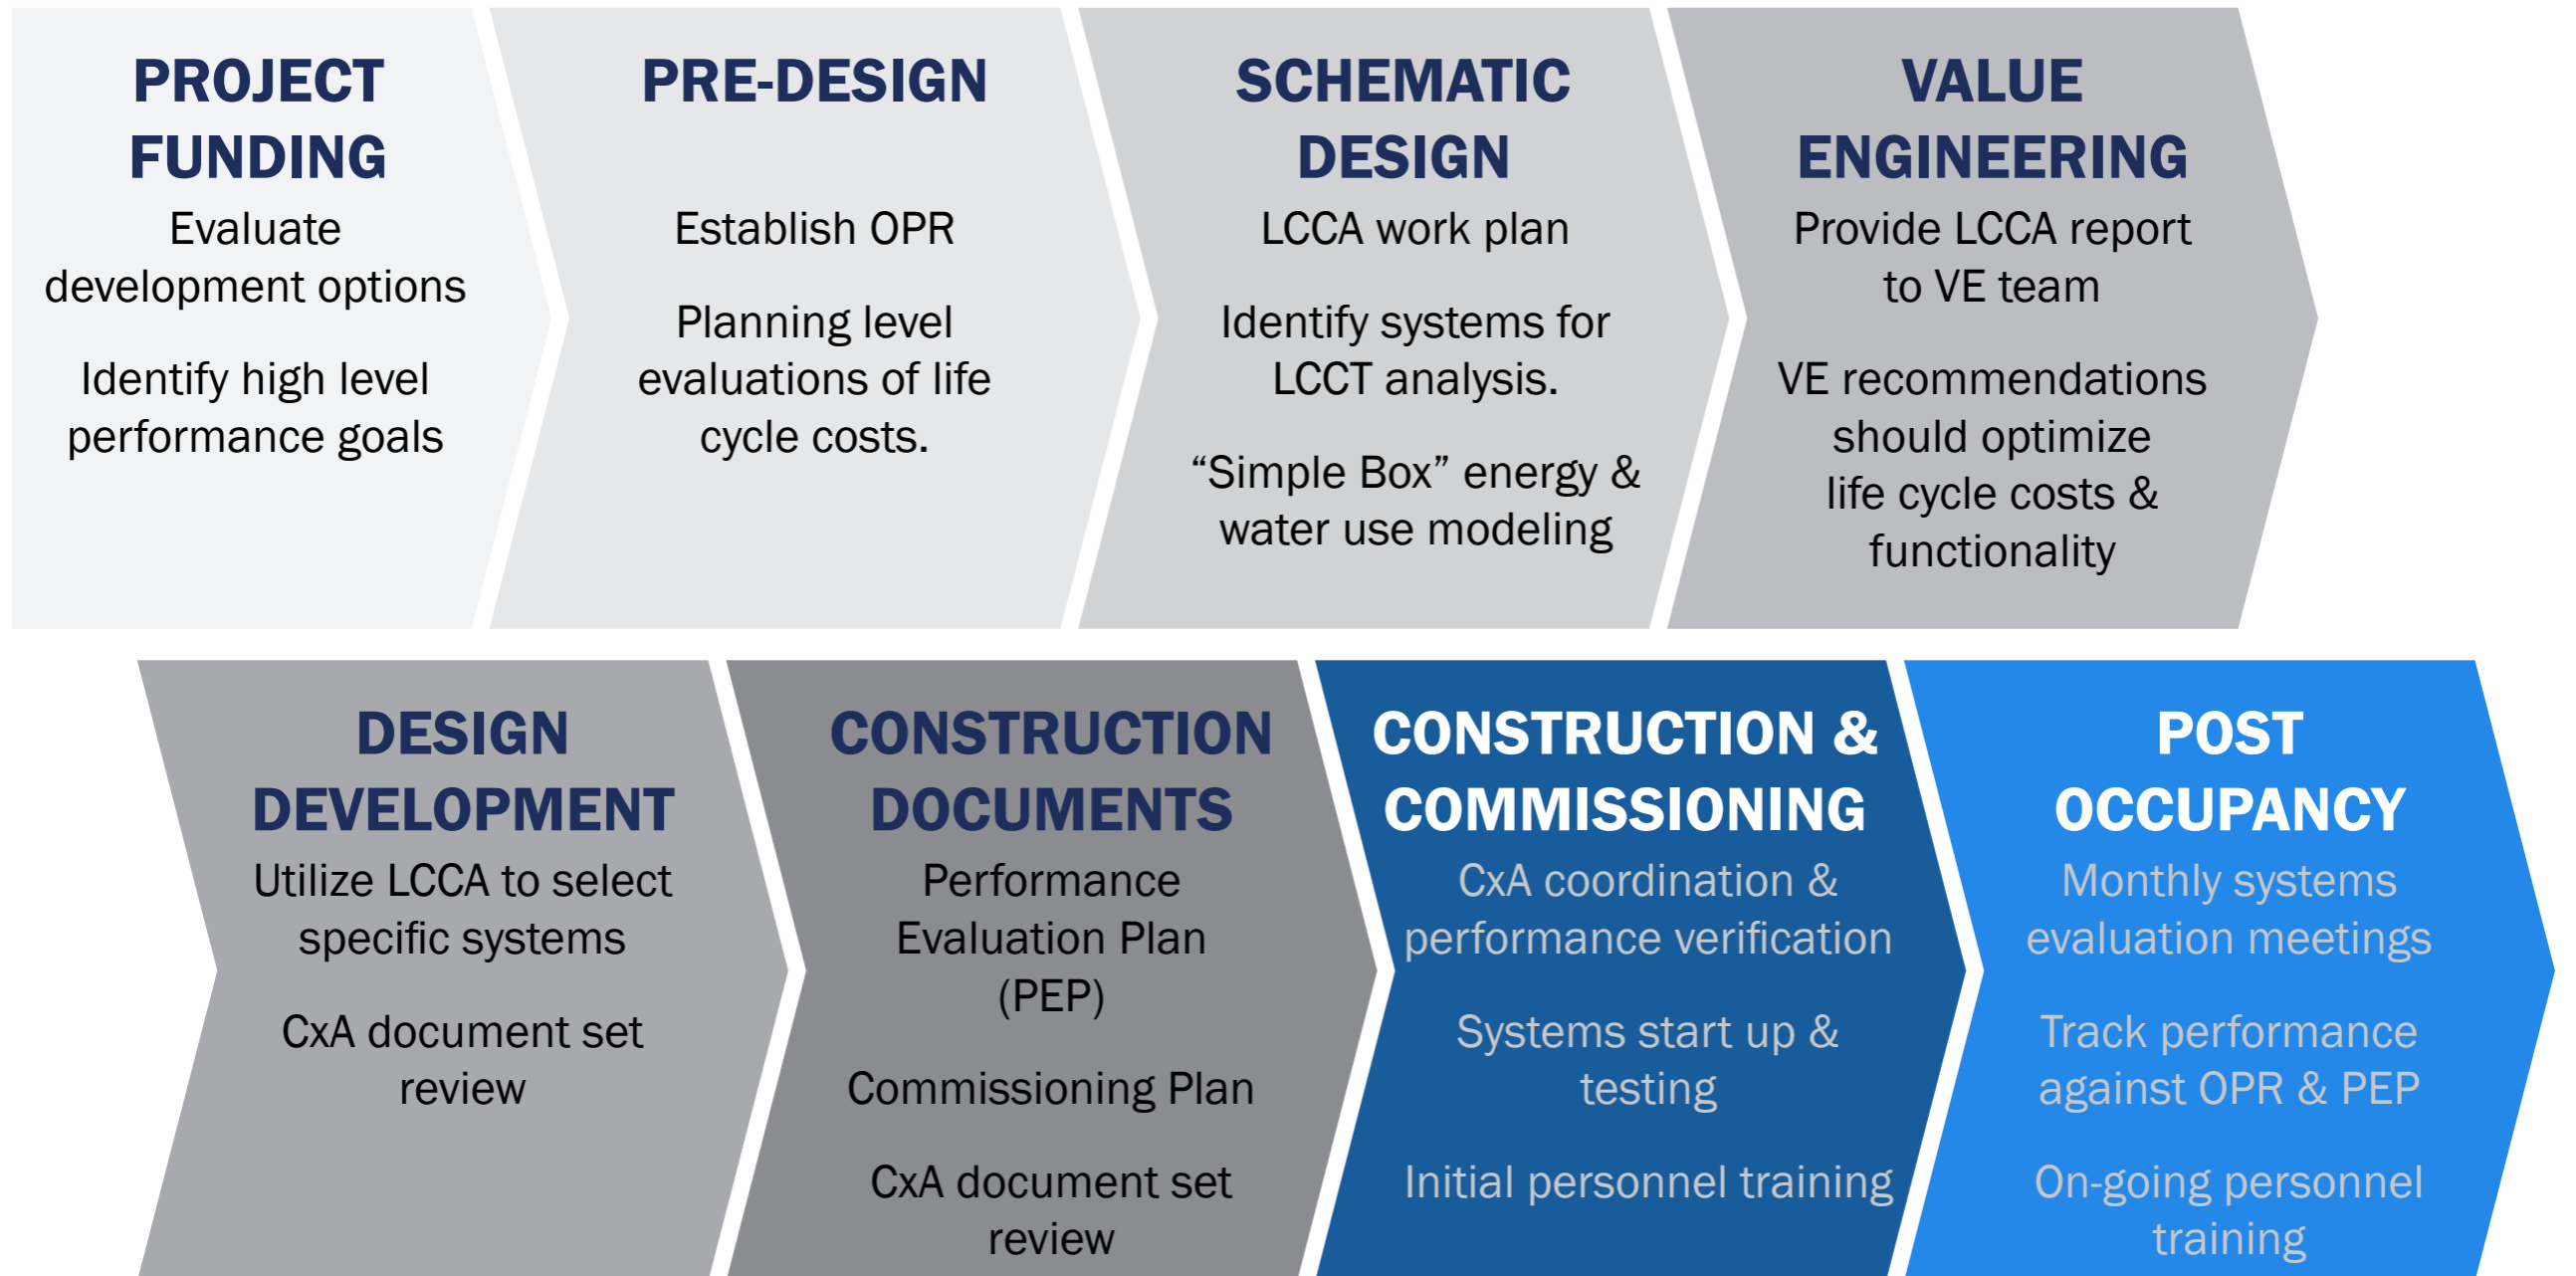 PROJECT
FUNDING
Evaluate
development options
Identify high level
performance goals
PRE-DESIGN
Establish OPR
Planning level
evaluations of life
cycle costs.
SCHEMATIC
DESIGN
LCCA work plan
Identify systems for
LCCT analysis.
“Simple Box” energy &
water use modeling
VALUE
ENGINEERING
Provide LCCA report
to VE team
VE recommendations
should optimize
life cycle costs &
functionality
DESIGN
DEVELOPMENT
Utilize LCCA to select
specific systems
CxA document set
review
CONSTRUCTION
DOCUMENTS
Performance
Evaluation Plan
(PEP)
Commissioning Plan
CxA document set
review
CONSTRUCTION &
COMMISSIONING
CxA coordination &
performance verification
Systems start up &
testing
Initial personnel training
POST
OCCUPANCY
Monthly systems
evaluation meetings
Track performance
against OPR & PEP
On-going personnel
training